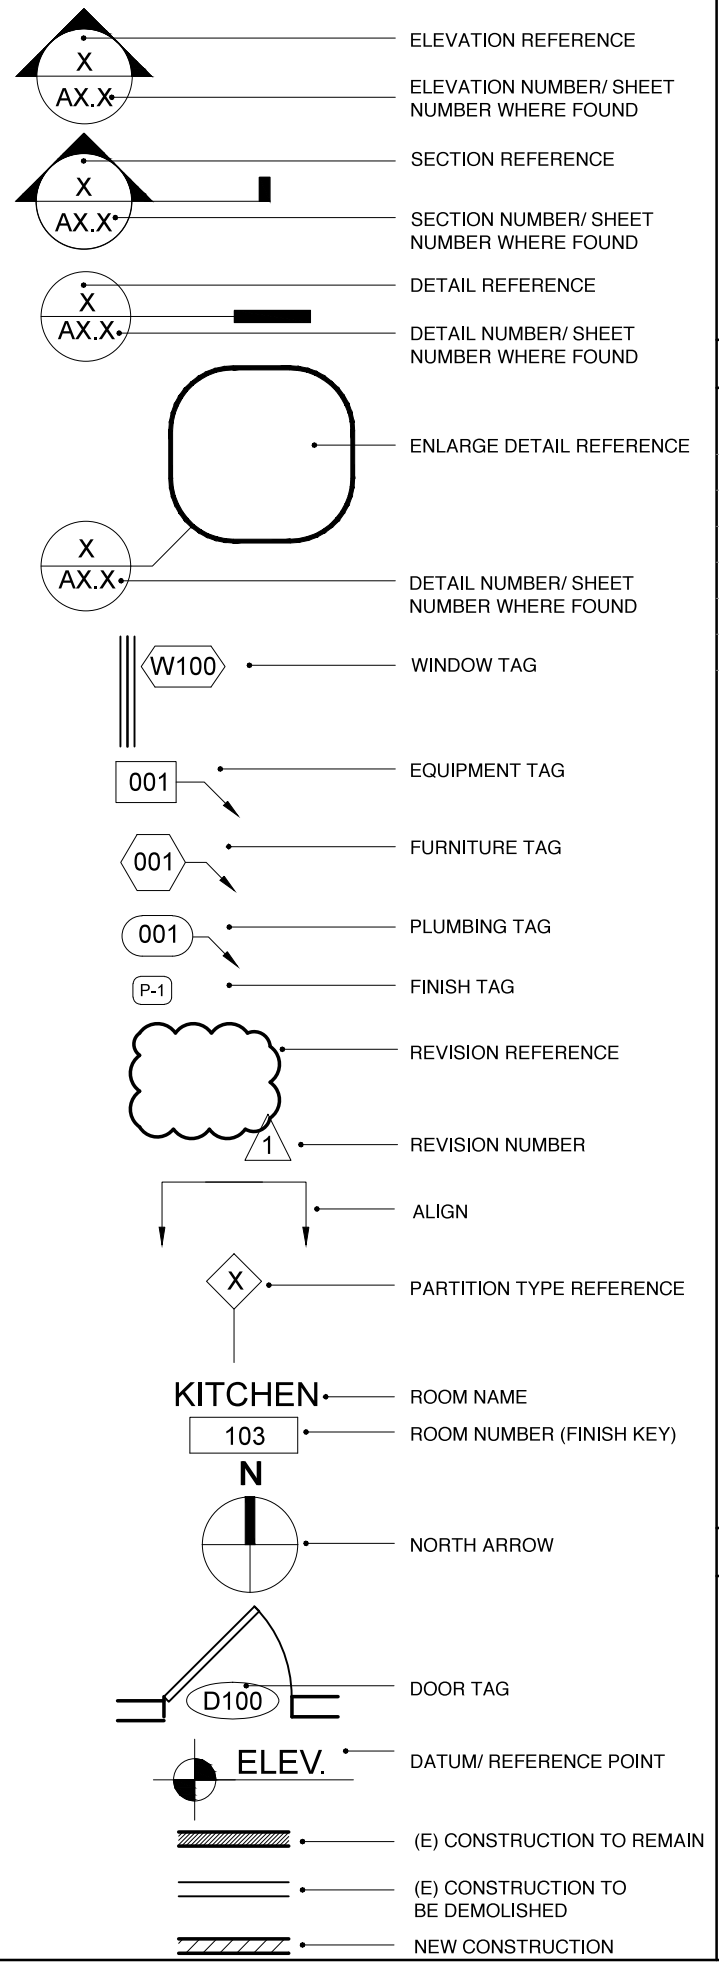 ELEVATION REFERENCE
X
AX.X
ELEVATION NUMBER/ SHEET
NUMBER WHERE FOUND
SECTION REFERENCE
X
AX.X
SECTION NUMBER/ SHEET
NUMBER WHERE FOUND
DETAIL REFERENCE
X
AX.X
DETAIL NUMBER/ SHEET
NUMBER WHERE FOUND
ENLARGE DETAIL REFERENCE
X
AX.X
DETAIL NUMBER/ SHEET
NUMBER WHERE FOUND
W100
WINDOW TAG
001
EQUIPMENT TAG
001
FURNITURE TAG
001
PLUMBING TAG
P-1
FINISH TAG
REVISION REFERENCE
1
REVISION NUMBER
ALIGN
X
PARTITION TYPE REFERENCE
KITCHEN
ROOM NAME
103
ROOM NUMBER (FINISH KEY)
N
NORTH ARROW
D100
DOOR TAG
ELEV.
DATUM/ REFERENCE POINT
(E) CONSTRUCTION TO REMAIN
(E) CONSTRUCTION TO
BE DEMOLISHED
NEW CONSTRUCTION